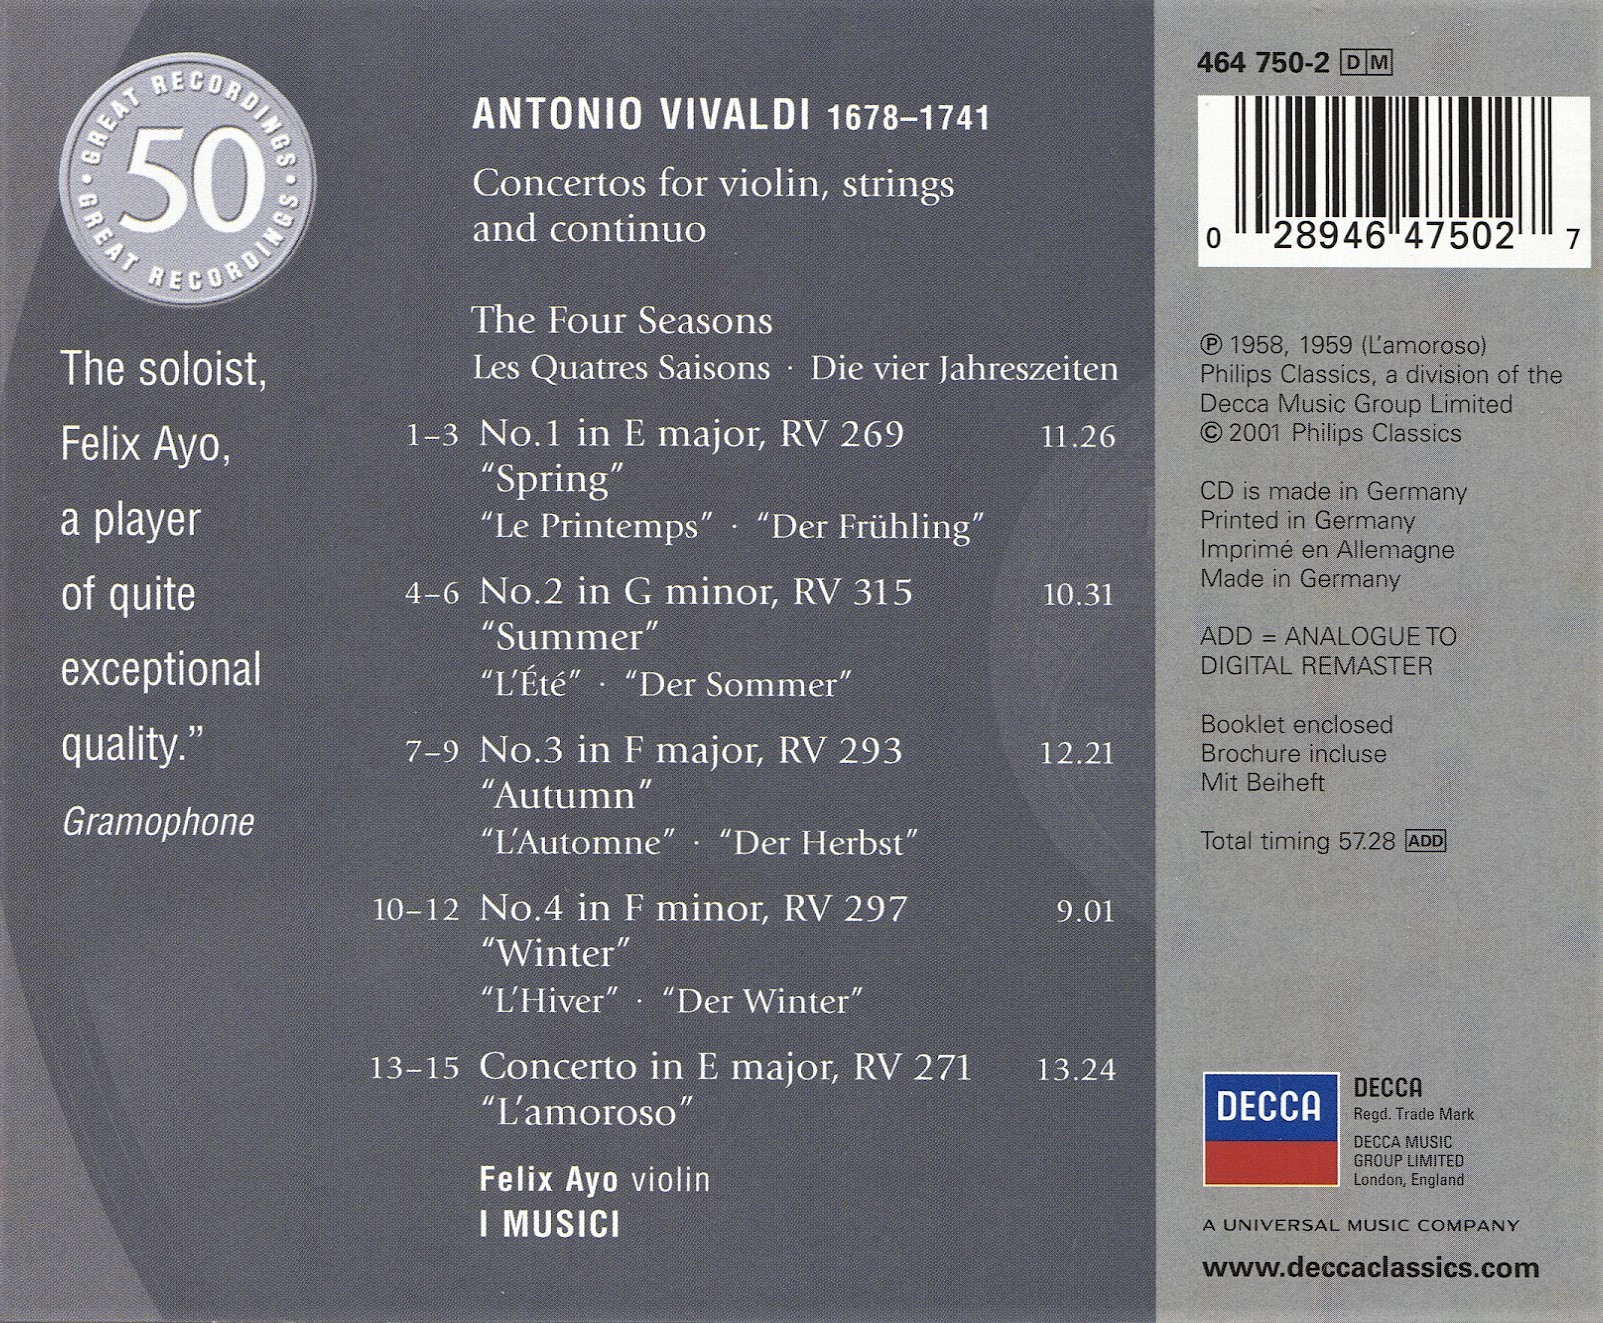 · GREAT RECORDINGS ·
50
GREAT RECORDINGS
The soloist,
Felix Ayo,
a player
of quite
exceptional
quality.”
Gramophone
ANTONIO VIVALDI 1678–1741
Concertos for violin, strings
and continuo
The Four Seasons
Les Quatres Saisons · Die vier Jahreszeiten
1–3 No.1 in E major, RV 269 11.26
“Spring”
“Le Printemps” · “Der Frühling”
4–6 No.2 in G minor, RV 315 10.31
“Summer”
“L’Été” · “Der Sommer”
7–9 No.3 in F major, RV 293 12.21
“Autumn”
“L’Automne” · “Der Herbst”
10–12 No.4 in F minor, RV 297 9.01
“Winter”
“L’Hiver” · “Der Winter”
13–15 Concerto in E major, RV 271 13.24
“L’amoroso”
Felix Ayo violin
I MUSICI
464 750-2 DM
0 28946 47502 7
℗ 1958, 1959 (L’amoroso)
Philips Classics, a division of the
Decca Music Group Limited
© 2001 Philips Classics
CD is made in Germany
Printed in Germany
Imprimé en Allemagne
Made in Germany
ADD = ANALOGUE TO
DIGITAL REMASTER
Booklet enclosed
Brochure incluse
Mit Beiheft
Total timing 57.28 ADD
DECCA
DECCA
Regd. Trade Mark
DECCA MUSIC
GROUP LIMITED
London, England
A UNIVERSAL MUSIC COMPANY
www.deccaclassics.com